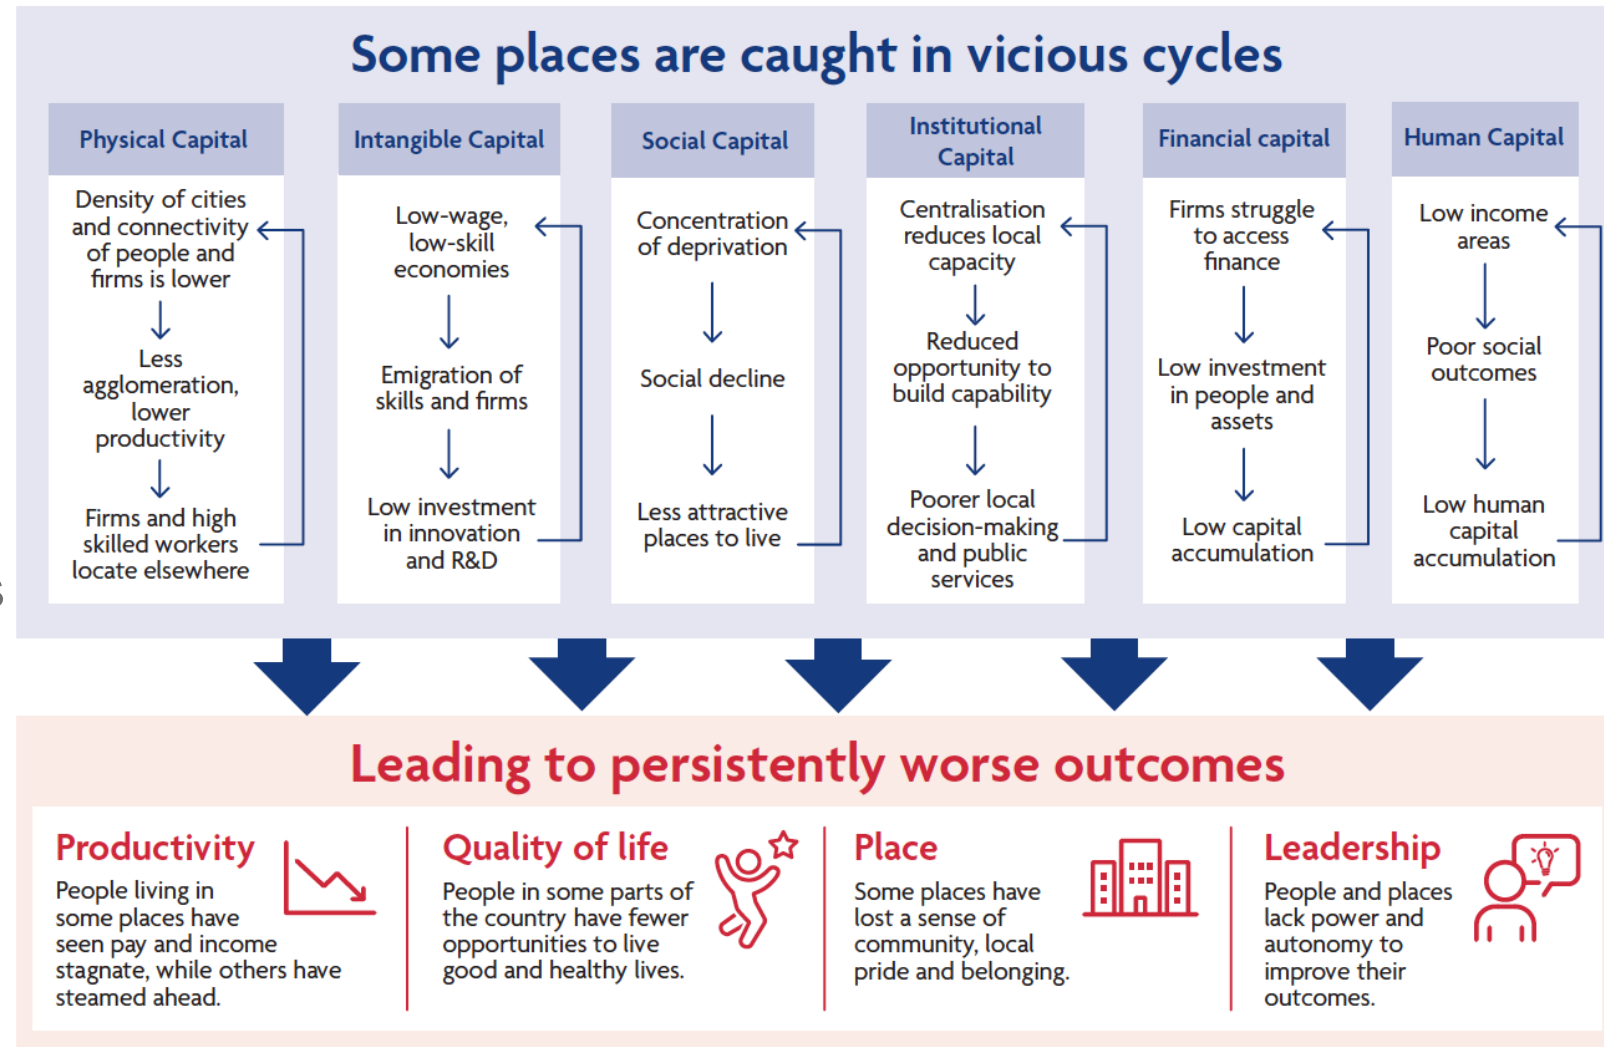 Some places are caught in vicious cycles
Physical Capital
Density of cities
and connectivity
of people and
firms is lower
Less
agglomeration,
lower
productivity
Firms and high
skilled workers
locate elsewhere
Intangible Capital
Low-wage,
low-skill
economies
Emigration of
skills and firms
Low investment
in innovation
and R&D
Social Capital
Concentration
of deprivation
Social decline
Less attractive
places to live
Institutional
Capital
Centralisation
reduces local
capacity
Reduced
opportunity to
build capability
Poorer local
decision-making
and public
services
Financial capital
Firms struggle
to access
finance
Low investment
in people and
assets
Low capital
accumulation
Human Capital
Low income
areas
Poor social
outcomes
Low human
capital
accumulation
s
Leading to persistently worse outcomes
Productivity
People living in
some places have
seen pay and income
stagnate, while others have
steamed ahead.
Quality of life
People in some parts of
the country have fewer
opportunities to live
good and healthy lives.
Place
Some places have
lost a sense of
community, local
pride and belonging.
Leadership
People and places
lack power and
autonomy to
improve their
outcomes.